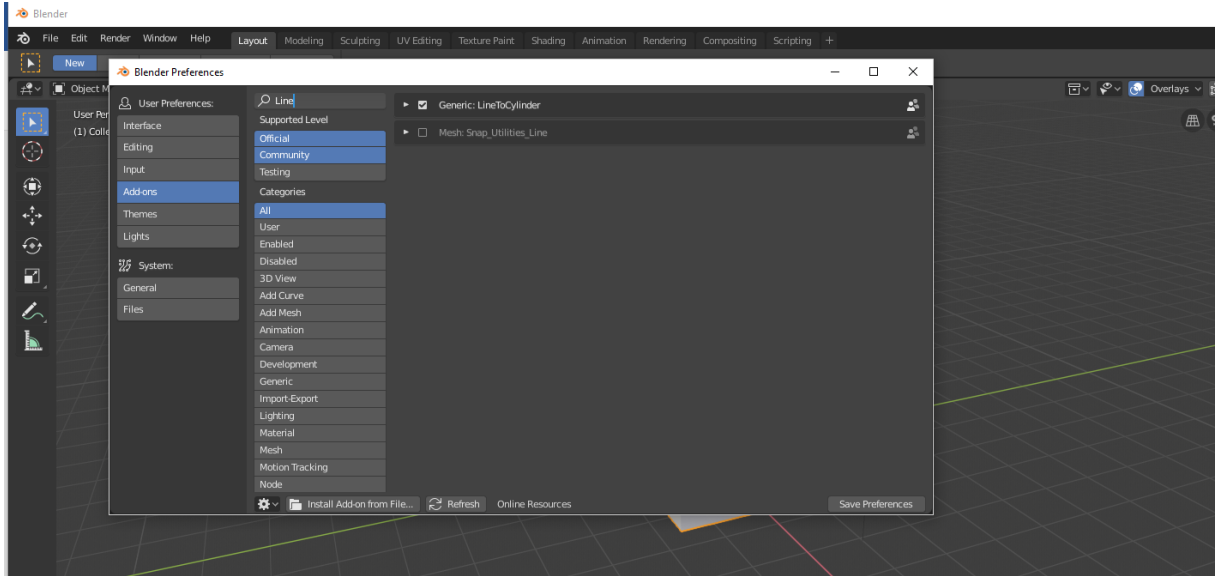 Blender
File Edit Render Window Help Layout Modeling Sculpting UV Editing Texture Paint Shading Animation Rendering Compositing Scripting +
New
Blender Preferences
Object M
Overlays
User Per
(1) Colle
User Preferences:
Interface
Editing
Input
Add-ons
Themes
Lights
System:
General
Files
Line
Supported Level
Official
Community
Testing
Categories
All
User
Enabled
Disabled
3D View
Add Curve
Add Mesh
Animation
Camera
Development
Generic
Import-Export
Lighting
Material
Mesh
Motion Tracking
Node
Generic: LineToCylinder
Mesh: Snap_Utilities_Line
Install Add-on from File... Refresh Online Resources Save Preferences